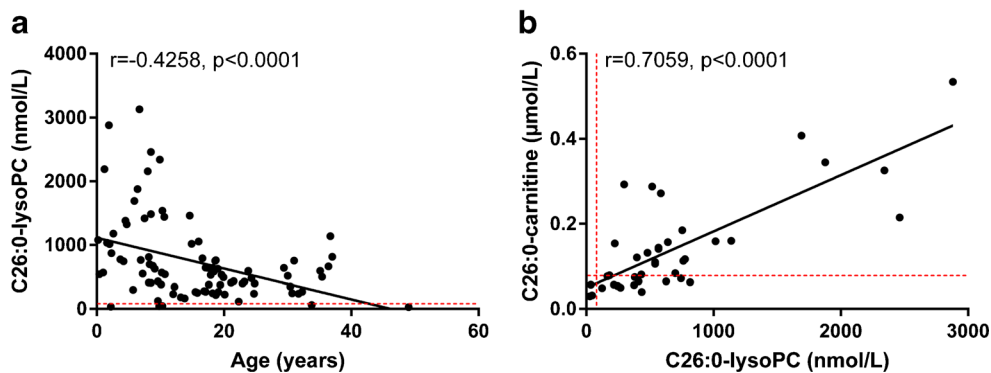 a
r=-0.4258, p<0.0001
C26:0-lysoPC (nmol/L)
4000
3000
2000
1000
0
0 20 40 60
Age (years)
b
r=0.7059, p<0.0001
C26:0-carnitine (µmol/L)
0.6
0.4
0.2
0.0
0 1000 2000 3000
C26:0-lysoPC (nmol/L)